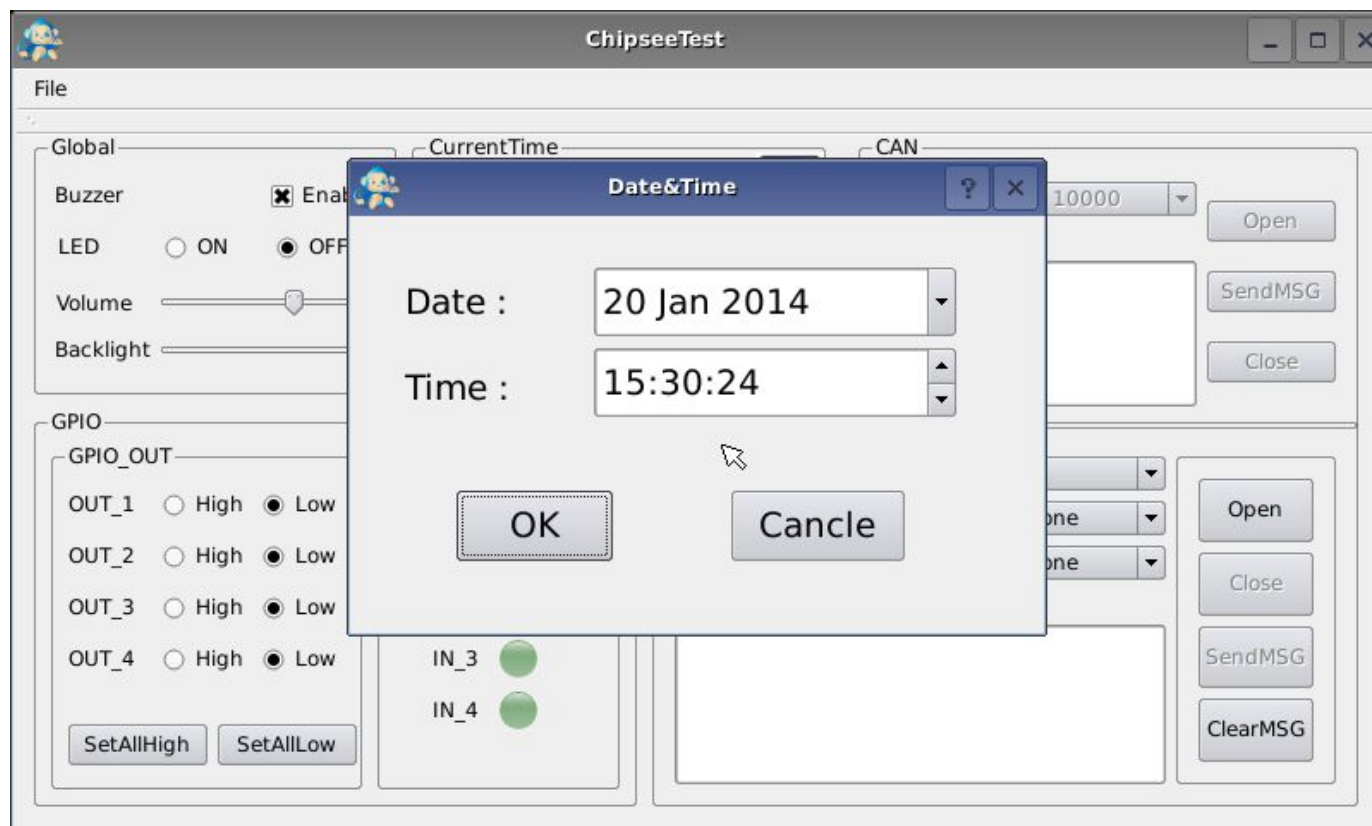 ChipseeTest
File
Global
CurrentTime
CAN
Buzzer
10000
Open
LED ON OFF
SendMSG
Volume
Backlight
Close
Date&Time
?
Date : 20 Jan 2014
Time : 15:30:24
OK Cancle
GPIO
GPIO_OUT
OUT_1 High Low
OUT_2 High Low
OUT_3 High Low
OUT_4 High Low
SetAllHigh SetAllLow
IN_3
IN_4
Open
Close
SendMSG
ClearMSG